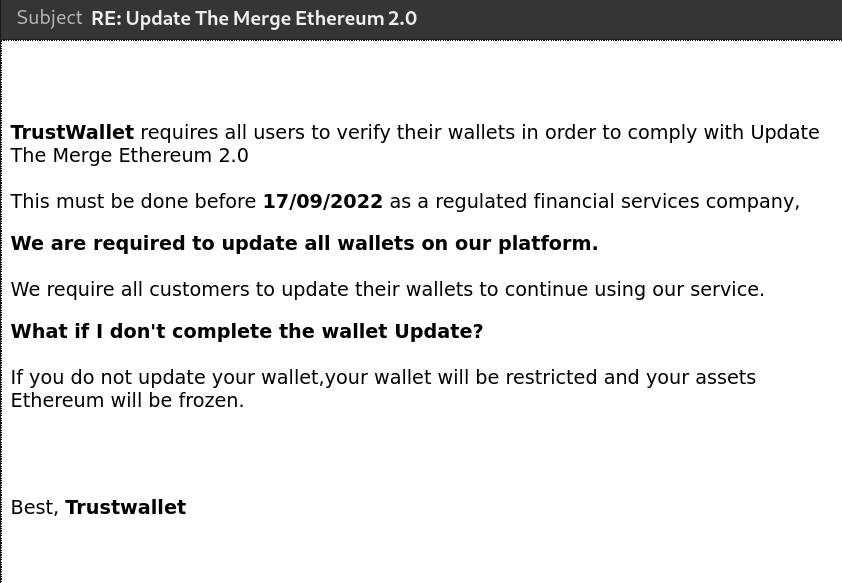 Subject RE: Update The Merge Ethereum 2.0
TrustWallet requires all users to verify their wallets in order to comply with Update
The Merge Ethereum 2.0
This must be done before 17/09/2022 as a regulated financial services company,
We are required to update all wallets on our platform.
We require all customers to update their wallets to continue using our service.
What if I don't complete the wallet Update?
If you do not update your wallet,your wallet will be restricted and your assets
Ethereum will be frozen.
Best, Trustwallet